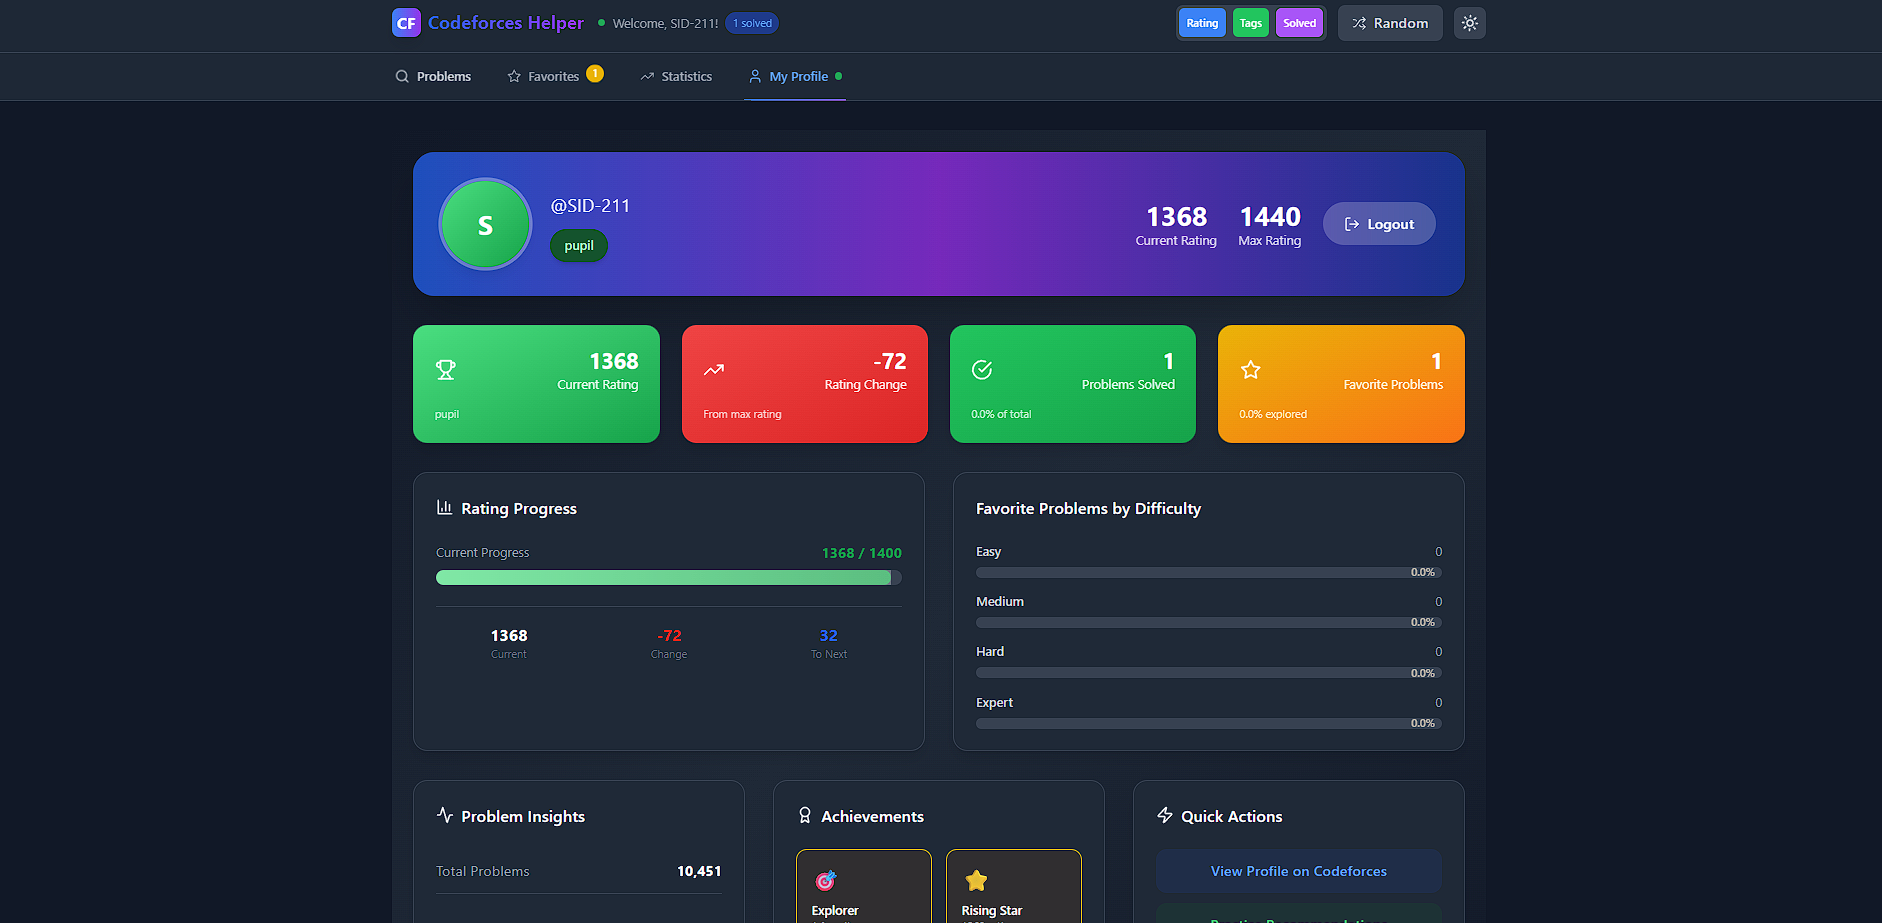 CF Codeforces Helper Welcome, SID-211! 1 solved Rating Tags Solved Random
Problems Favorites 1 Statistics My Profile
S
@SID-211
pupil
1368
Current Rating
1440
Max Rating
Logout
1368
Current Rating
pupil
-72
Rating Change
From max rating
1
Problems Solved
0.0% of total
1
Favorite Problems
0.0% explored
Rating Progress
Current Progress 1368 / 1400
1368
Current
-72
Change
32
To Next
Favorite Problems by Difficulty
Easy 0
0.0%
Medium 0
0.0%
Hard 0
0.0%
Expert 0
0.0%
Problem Insights
Total Problems 10,451
Achievements
Explorer
Rising Star
Quick Actions
View Profile on Codeforces